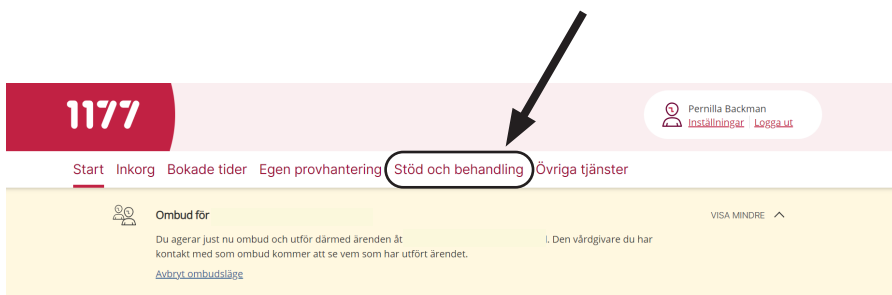 1177
Pernilla Backman
Inställningar | Logga ut
Start Inkorg Bokade tider Egen provhantering Stöd och behandling Övriga tjänster
Ombud för
VISA MINDRE
Du agerar just nu ombud och utför därmed ärenden åt . Den vårdgivare du har
kontakt med som ombud kommer att se vem som har utfört ärendet.
Avbryt ombudsläge